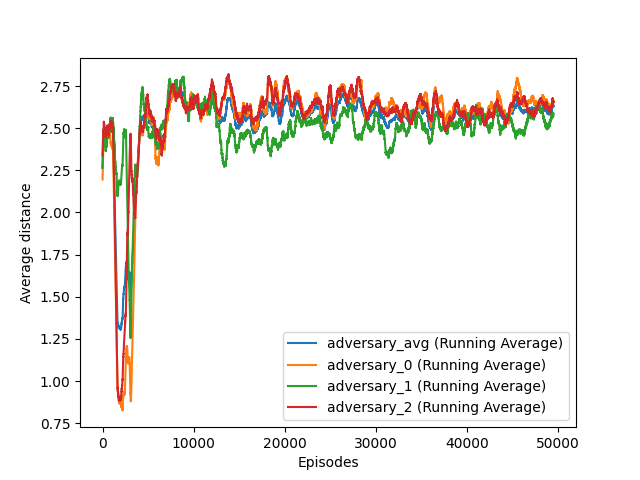 2.75
2.50
2.25
2.00
1.75
1.50
1.25
1.00
0.75
Average distance
adversary_avg (Running Average)
adversary_0 (Running Average)
adversary_1 (Running Average)
adversary_2 (Running Average)
0 10000 20000 30000 40000 50000
Episodes